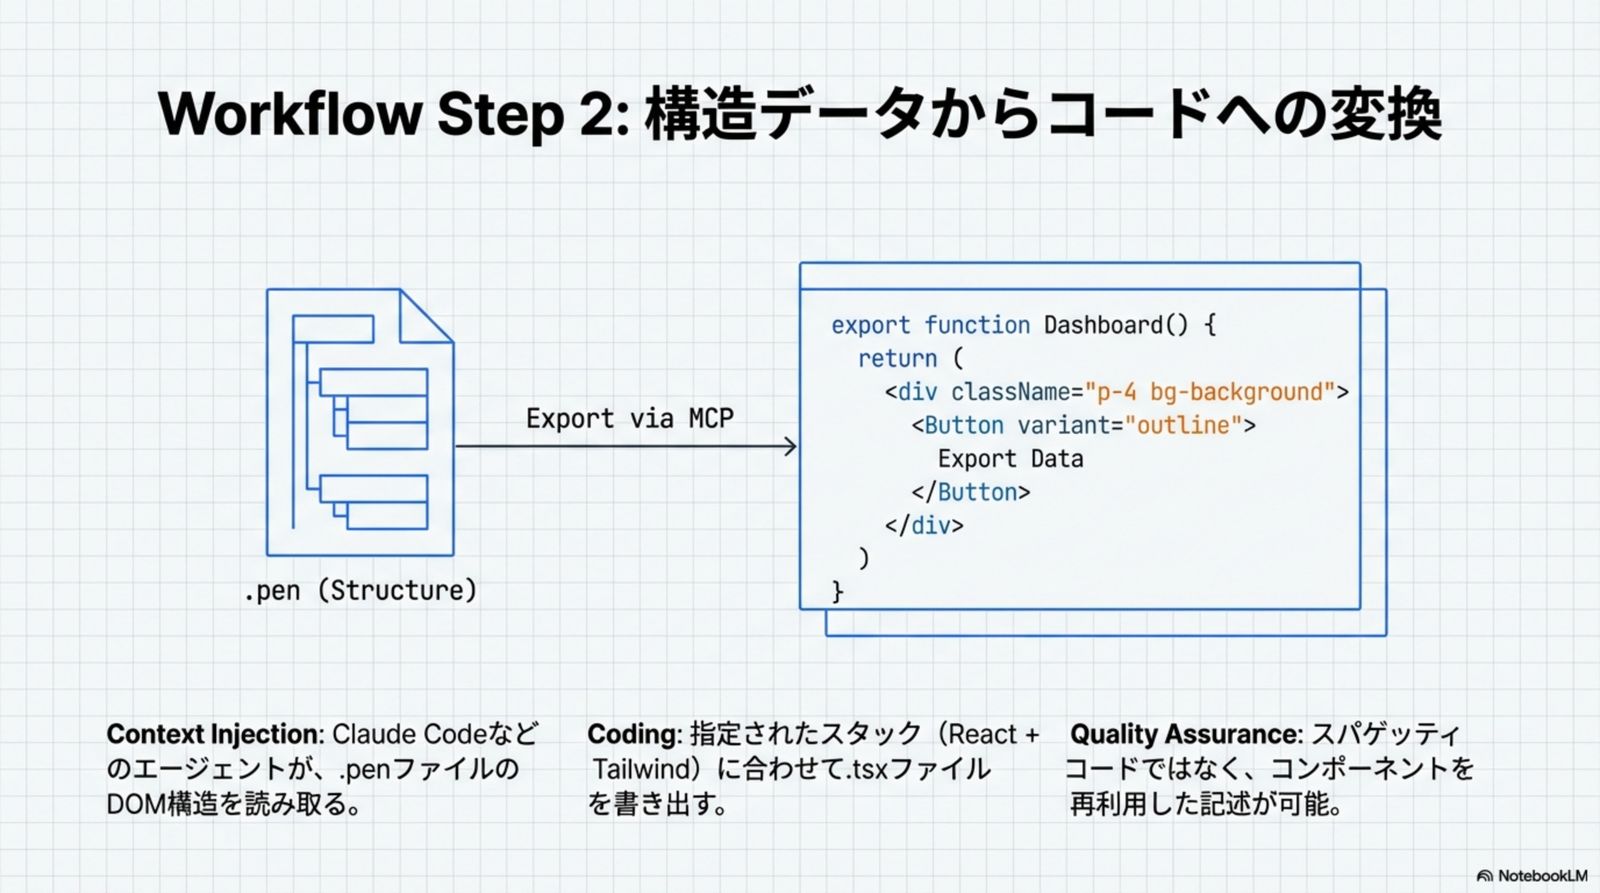 Workflow Step 2: 構造データからコードへの変換
.pen (Structure)
Export via MCP
export function Dashboard() {
  return (
    <div className="p-4 bg-background">
      <Button variant="outline">
        Export Data
      </Button>
    </div>
  )
}
Context Injection: Claude Codeなど
のエージェントが、.penファイルの
DOM構造を読み取る。
Coding: 指定されたスタック（React +
Tailwind）に合わせて.tsxファイル
を書き出す。
Quality Assurance: スパゲッティ
コードではなく、コンポーネントを
再利用した記述が可能。
NotebookLM